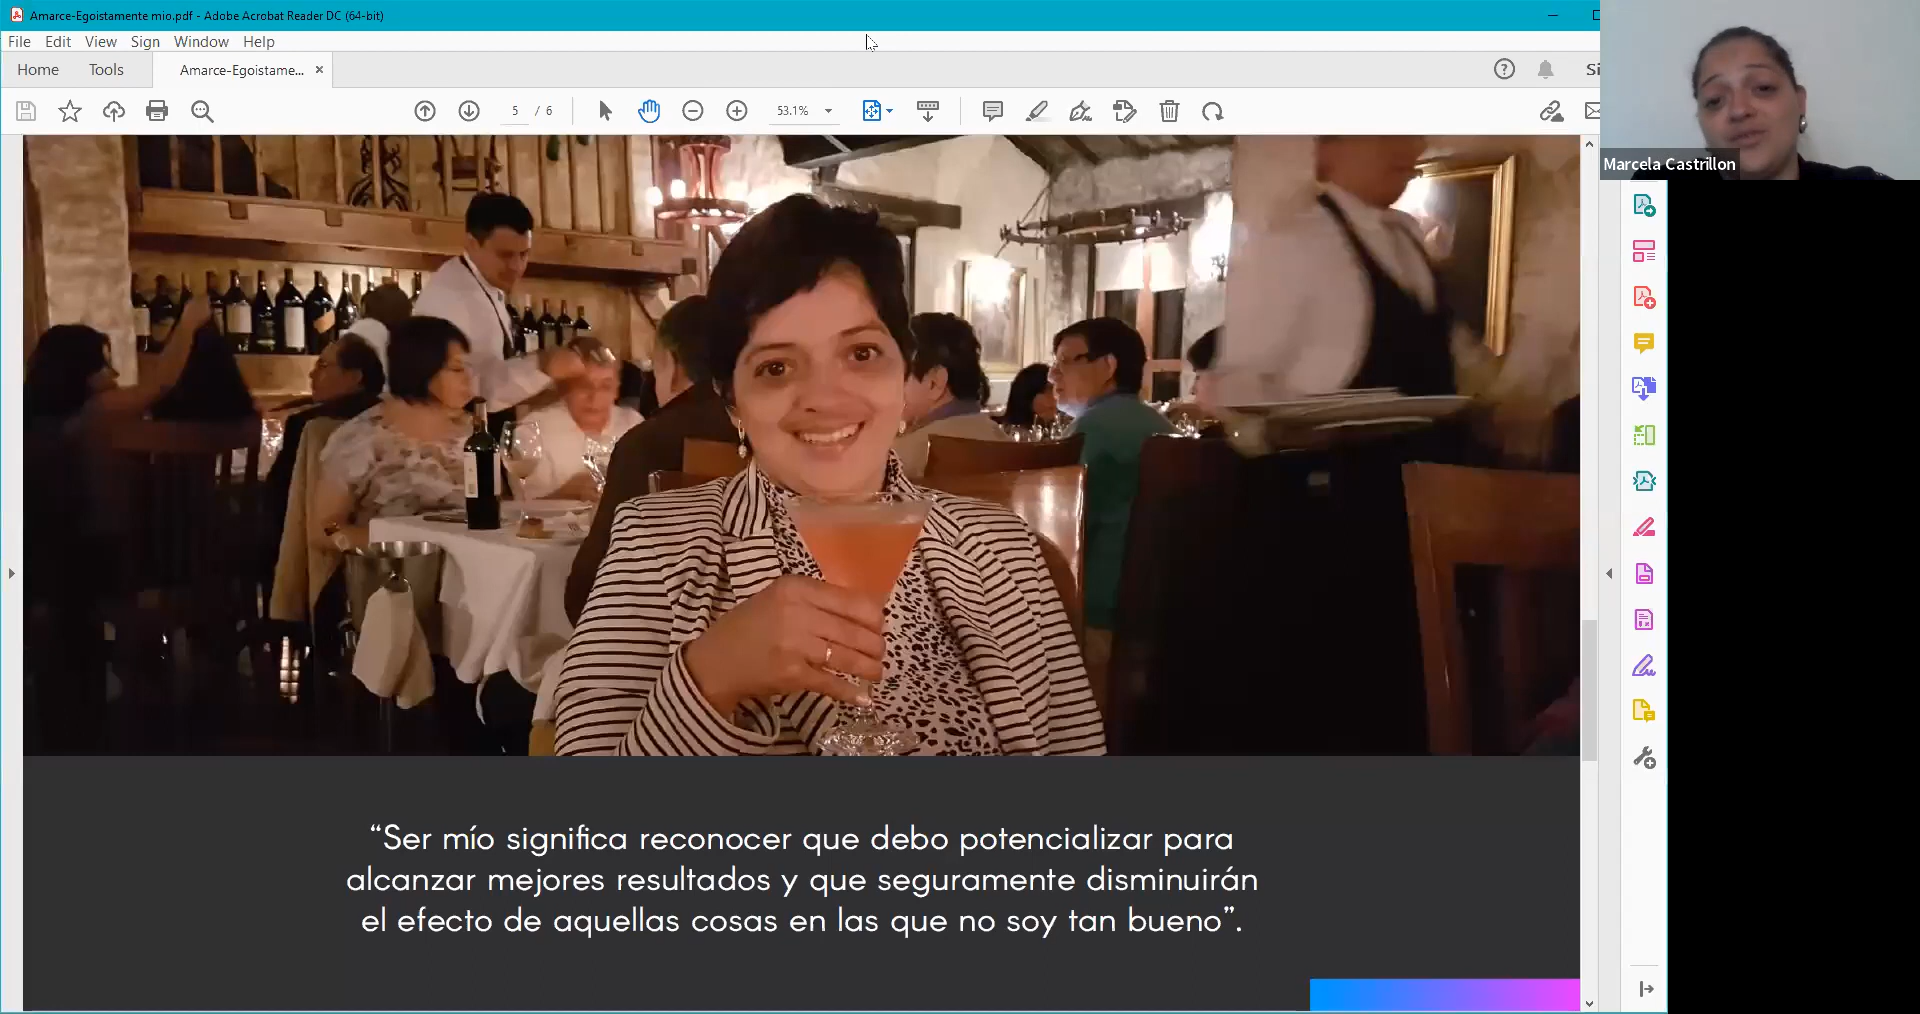 Amarce-Egoistamente mio.pdf - Adobe Acrobat Reader DC (64-bit)
File Edit View Sign Window Help
Home Tools Amarce-Egoistame... Si
5 / 6 53.1%
Marcela Castrillon
“Ser mío significa reconocer que debo potencializar para
alcanzar mejores resultados y que seguramente disminuirán
el efecto de aquellas cosas en las que no soy tan bueno”.